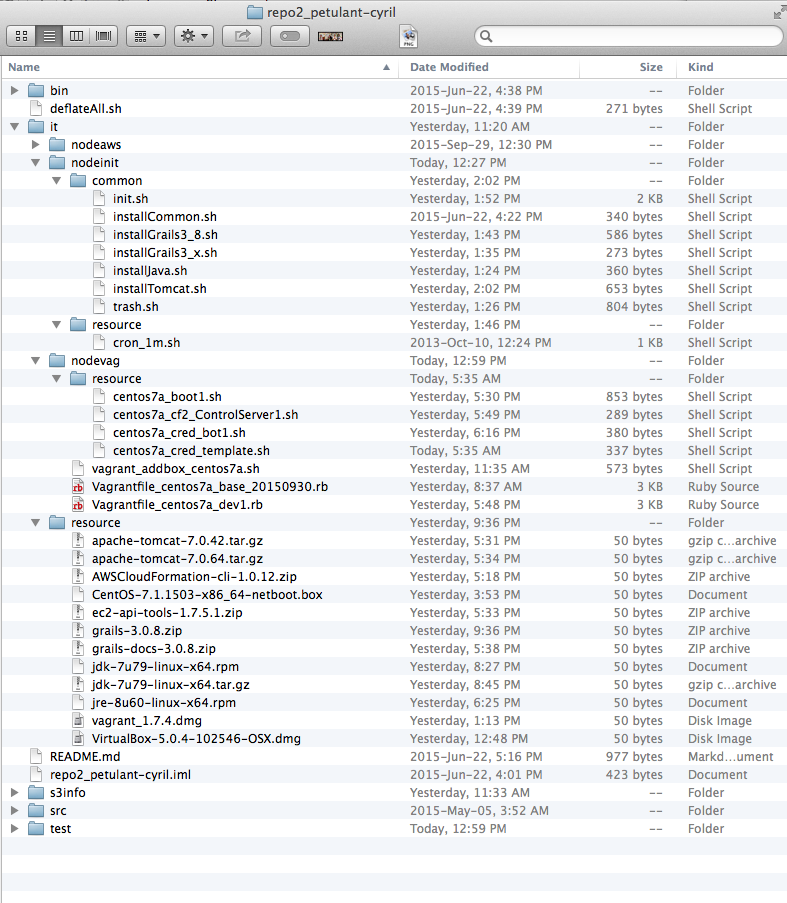 repo2_petulant-cyril
PNG
Name Date Modified Size Kind
bin 2015-Jun-22, 4:38 PM -- Folder
deflateAll.sh 2015-Jun-22, 4:39 PM 271 bytes Shell Script
it Yesterday, 11:20 AM -- Folder
nodeaws 2015-Sep-29, 12:30 PM -- Folder
nodeinit Today, 12:27 PM -- Folder
common Yesterday, 2:02 PM -- Folder
init.sh Yesterday, 1:52 PM 2 KB Shell Script
installCommon.sh 2015-Jun-22, 4:22 PM 340 bytes Shell Script
installGrails3_8.sh Yesterday, 1:43 PM 586 bytes Shell Script
installGrails3_x.sh Yesterday, 1:35 PM 273 bytes Shell Script
installJava.sh Yesterday, 1:24 PM 360 bytes Shell Script
installTomcat.sh Yesterday, 2:02 PM 653 bytes Shell Script
trash.sh Yesterday, 1:26 PM 804 bytes Shell Script
resource Yesterday, 1:46 PM -- Folder
cron_1m.sh 2013-Oct-10, 12:24 PM 1 KB Shell Script
nodevag Today, 12:59 PM -- Folder
resource Today, 5:35 AM -- Folder
centos7a_boot1.sh Yesterday, 5:30 PM 853 bytes Shell Script
centos7a_cf2_ControlServer1.sh Yesterday, 5:49 PM 289 bytes Shell Script
centos7a_cred_bot1.sh Yesterday, 6:16 PM 380 bytes Shell Script
centos7a_cred_template.sh Today, 5:35 AM 337 bytes Shell Script
vagrant_addbox_centos7a.sh Yesterday, 11:35 AM 573 bytes Shell Script
Vagrantfile_centos7a_base_20150930.rb Yesterday, 8:37 AM 3 KB Ruby Source
Vagrantfile_centos7a_dev1.rb Yesterday, 5:48 PM 3 KB Ruby Source
resource Yesterday, 9:36 PM -- Folder
apache-tomcat-7.0.42.tar.gz Yesterday, 5:31 PM 50 bytes gzip c...archive
apache-tomcat-7.0.64.tar.gz Yesterday, 5:34 PM 50 bytes gzip c...archive
AWSCloudFormation-cli-1.0.12.zip Yesterday, 5:18 PM 50 bytes ZIP archive
CentOS-7.1.1503-x86_64-netboot.box Yesterday, 3:53 PM 50 bytes Document
ec2-api-tools-1.7.5.1.zip Yesterday, 5:33 PM 50 bytes ZIP archive
grails-3.0.8.zip Yesterday, 9:36 PM 50 bytes ZIP archive
grails-docs-3.0.8.zip Yesterday, 5:38 PM 50 bytes ZIP archive
jdk-7u79-linux-x64.rpm Yesterday, 8:27 PM 50 bytes Document
jdk-7u79-linux-x64.tar.gz Yesterday, 8:45 PM 50 bytes gzip c...archive
jre-8u60-linux-x64.rpm Yesterday, 6:25 PM 50 bytes Document
vagrant_1.7.4.dmg Yesterday, 1:13 PM 50 bytes Disk Image
VirtualBox-5.0.4-102546-OSX.dmg Yesterday, 12:48 PM 50 bytes Disk Image
README.md 2015-Jun-22, 5:16 PM 977 bytes Markd...ument
repo2_petulant-cyril.iml 2015-Jun-22, 4:01 PM 423 bytes Document
s3info Yesterday, 11:33 AM -- Folder
src 2015-May-05, 3:52 AM -- Folder
test Today, 12:59 PM -- Folder